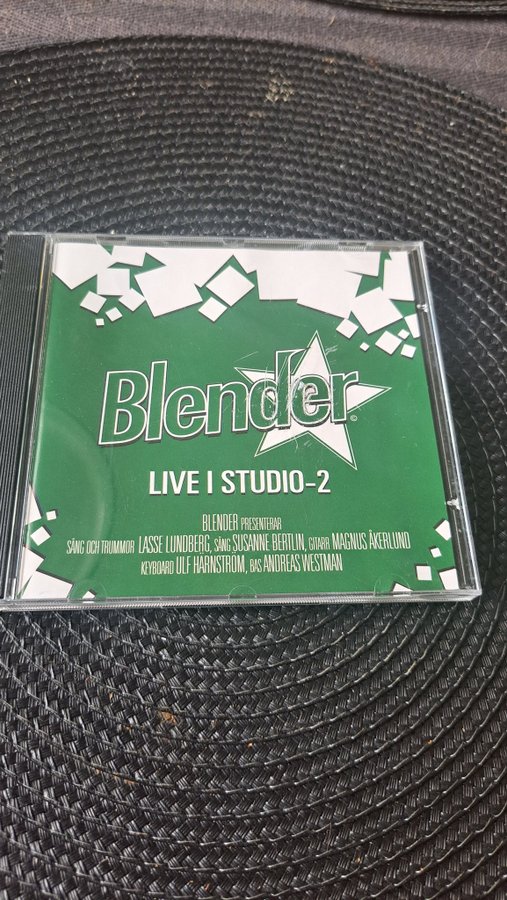 Blender©
LIVE I STUDIO-2
BLENDER PRESENTERAR
SÅNG OCH TRUMMOR LASSE LUNDBERG, SÅNG SUSANNE BERTLIN, GITARR MAGNUS ÅKERLUND
KEYBOARD ULF HÄRNSTRÖM, BAS ANDREAS WESTMAN